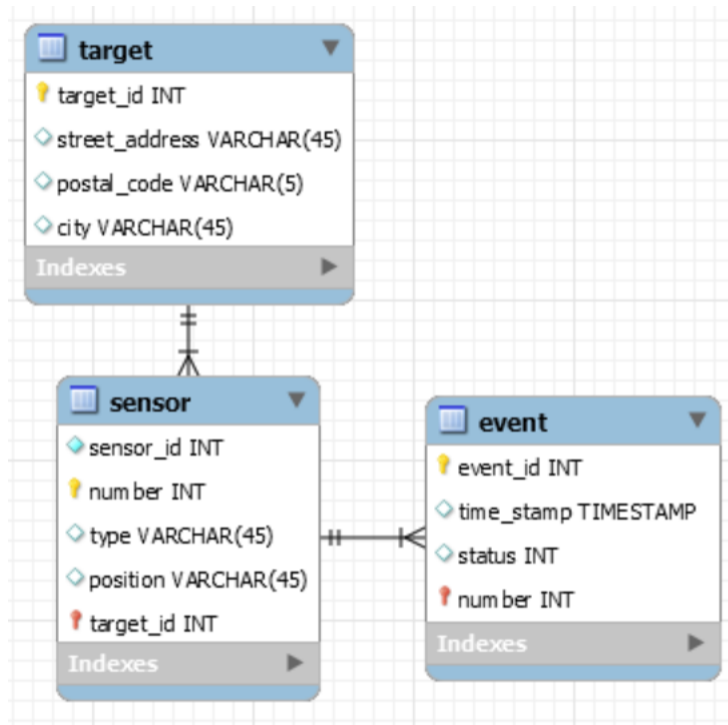 target
target_id INT
street_address VARCHAR(45)
postal_code VARCHAR(5)
city VARCHAR(45)
Indexes
sensor
sensor_id INT
number INT
type VARCHAR(45)
position VARCHAR(45)
target_id INT
Indexes
event
event_id INT
time_stamp TIMESTAMP
status INT
number INT
Indexes